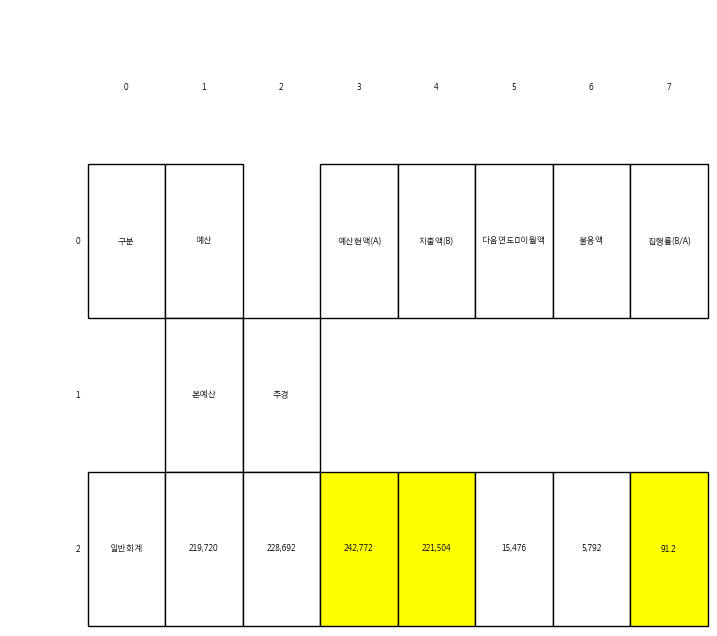 0 1 2 3 4 5 6 7
0 구분 예산 예산현액(A) 지출액(B) 다음연도▯이월액 불용액 집행률(B/A)
1 본예산 추경
2 일반회계 219,720 228,692 242,772 221,504 15,476 5,792 91.2